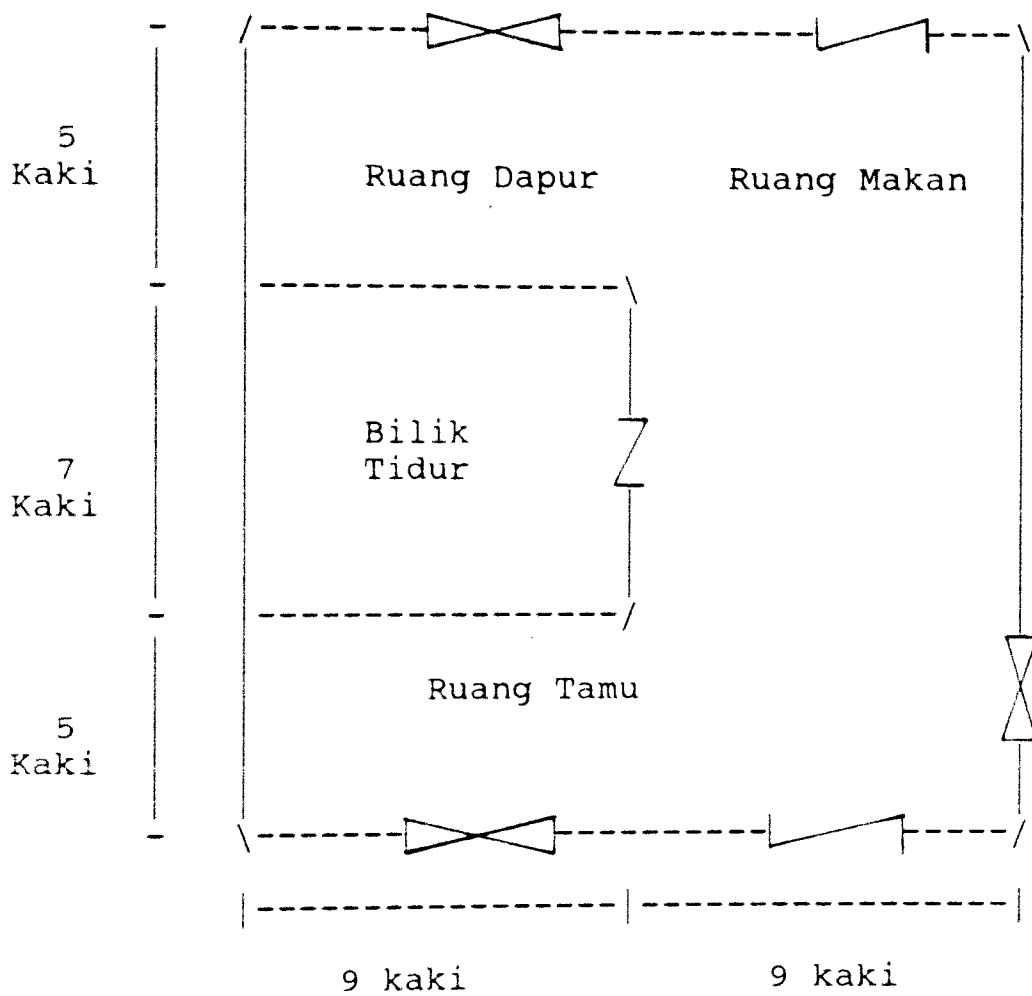 5
Kaki
Ruang Dapur
Ruang Makan
7
Kaki
Bilik
Tidur
5
Kaki
Ruang Tamu
9 kaki
9 kaki